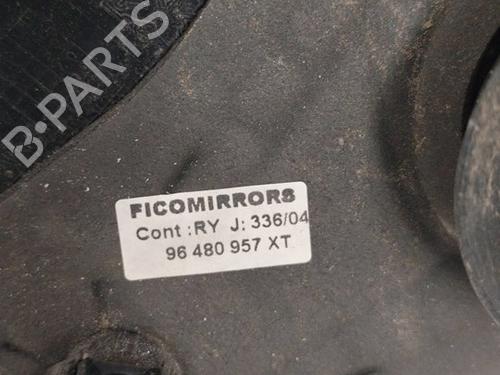 B-PARTS
FICOMIRRORS
Cont :RY J: 336/04
96 480 957 XT